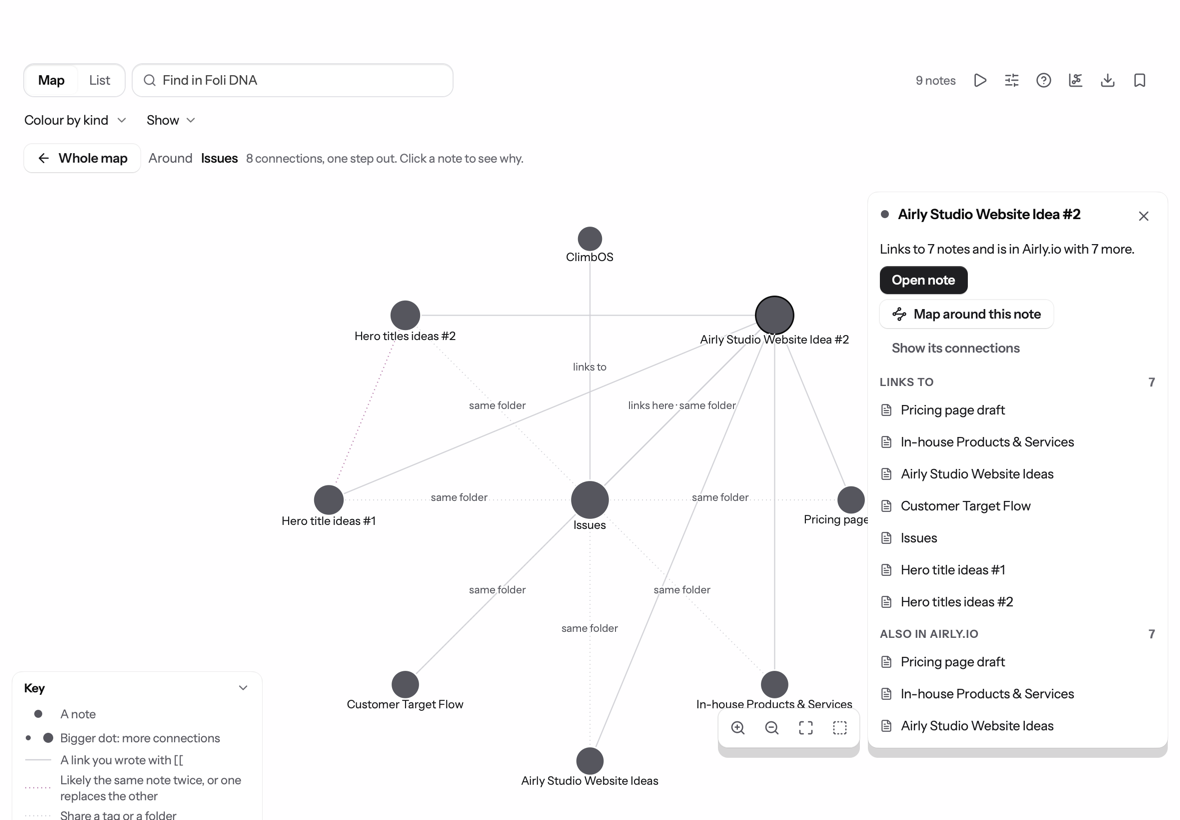 Map
List
Find in Foli DNA
9 notes
Colour by kind
Show
Whole map
Around Issues 8 connections, one step out. Click a note to see why.
ClimbOS
Hero titles ideas #2
Airly Studio Website Idea #2
links to
same folder
links here · same folder
same folder
same folder
Hero title ideas #1
Issues
Pricing page
same folder
same folder
same folder
Customer Target Flow
In-house Products & Services
Airly Studio Website Ideas
Key
A note
Bigger dot: more connections
A link you wrote with [[
Likely the same note twice, or one
replaces the other
Share a tag or a folder
Airly Studio Website Idea #2
Links to 7 notes and is in Airly.io with 7 more.
Open note
Map around this note
Show its connections
LINKS TO 7
Pricing page draft
In-house Products & Services
Airly Studio Website Ideas
Customer Target Flow
Issues
Hero title ideas #1
Hero titles ideas #2
ALSO IN AIRLY.IO 7
Pricing page draft
In-house Products & Services
Airly Studio Website Ideas